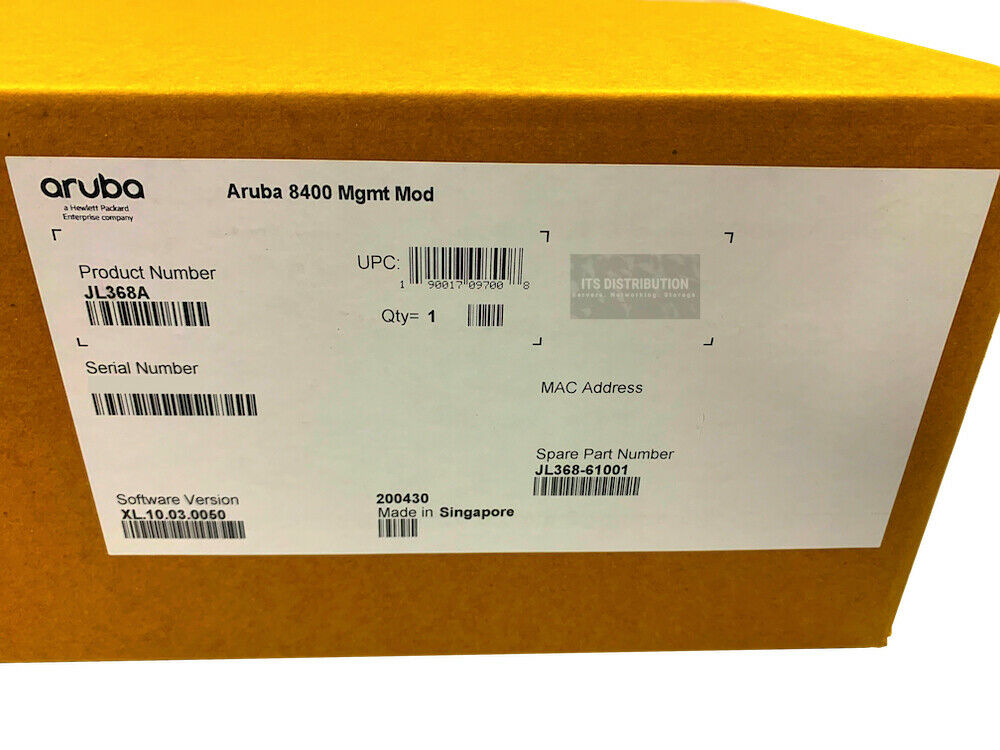 aruba
a Hewlett Packard
Enterprise company
Aruba 8400 Mgmt Mod
Product Number
JL368A
UPC:
1 90017 09700 8
Qty= 1
ITS DISTRIBUTION
Servers. Networking. Storage
Serial Number
MAC Address
Spare Part Number
JL368-61001
Software Version
XL.10.03.0050
200430
Made in Singapore